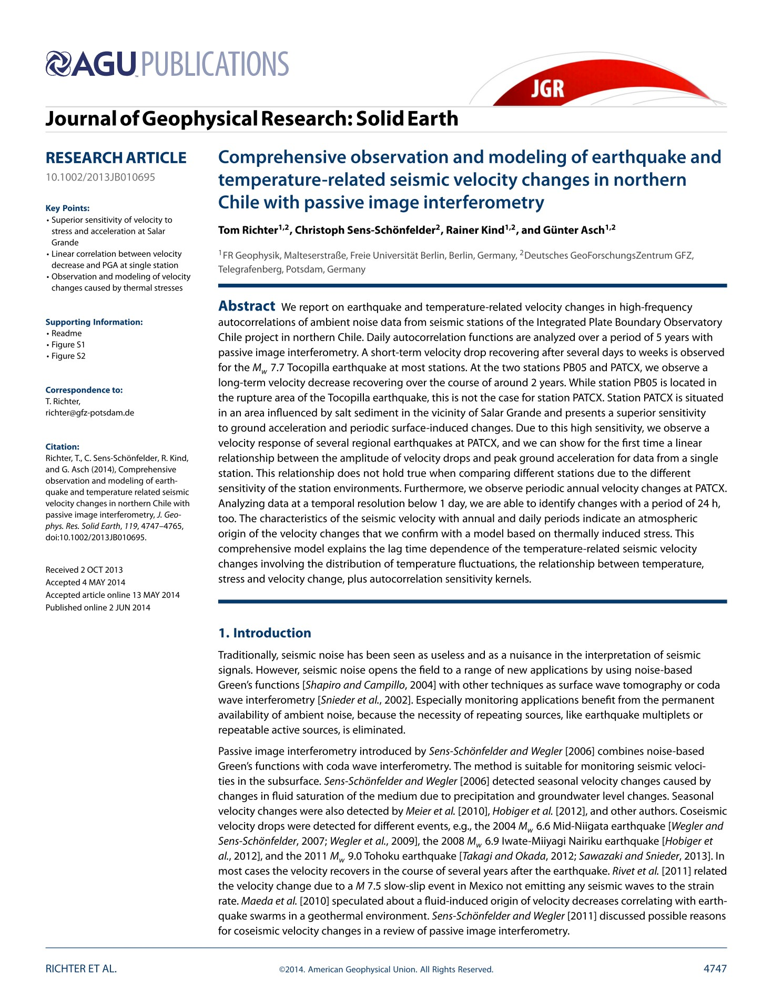 AGU PUBLICATIONS
JGR
Journal of Geophysical Research: Solid Earth
RESEARCH ARTICLE
10.1002/2013JB010695
Key Points:
• Superior sensitivity of velocity to
stress and acceleration at Salar
Grande
• Linear correlation between velocity
decrease and PGA at single station
• Observation and modeling of velocity
changes caused by thermal stresses
Supporting Information:
• Readme
• Figure S1
• Figure S2
Correspondence to:
T. Richter,
richter@gfz-potsdam.de
Citation:
Richter, T., C. Sens-Schönfelder, R. Kind,
and G. Asch (2014), Comprehensive
observation and modeling of earth-
quake and temperature related seismic
velocity changes in northern Chile with
passive image interferometry, J. Geo-
phys. Res. Solid Earth, 119, 4747–4765,
doi:10.1002/2013JB010695.
Received 2 OCT 2013
Accepted 4 MAY 2014
Accepted article online 13 MAY 2014
Published online 2 JUN 2014
Comprehensive observation and modeling of earthquake and
temperature-related seismic velocity changes in northern
Chile with passive image interferometry
Tom Richter1,2, Christoph Sens-Schönfelder2, Rainer Kind1,2, and Günter Asch1,2
1FR Geophysik, Malteserstraße, Freie Universität Berlin, Berlin, Germany, 2Deutsches GeoForschungsZentrum GFZ,
Telegrafenberg, Potsdam, Germany
Abstract We report on earthquake and temperature-related velocity changes in high-frequency
autocorrelations of ambient noise data from seismic stations of the Integrated Plate Boundary Observatory
Chile project in northern Chile. Daily autocorrelation functions are analyzed over a period of 5 years with
passive image interferometry. A short-term velocity drop recovering after several days to weeks is observed
for the Mw 7.7 Tocopilla earthquake at most stations. At the two stations PB05 and PATCX, we observe a
long-term velocity decrease recovering over the course of around 2 years. While station PB05 is located in
the rupture area of the Tocopilla earthquake, this is not the case for station PATCX. Station PATCX is situated
in an area influenced by salt sediment in the vicinity of Salar Grande and presents a superior sensitivity
to ground acceleration and periodic surface-induced changes. Due to this high sensitivity, we observe a
velocity response of several regional earthquakes at PATCX, and we can show for the first time a linear
relationship between the amplitude of velocity drops and peak ground acceleration for data from a single
station. This relationship does not hold true when comparing different stations due to the different
sensitivity of the station environments. Furthermore, we observe periodic annual velocity changes at PATCX.
Analyzing data at a temporal resolution below 1 day, we are able to identify changes with a period of 24 h,
too. The characteristics of the seismic velocity with annual and daily periods indicate an atmospheric
origin of the velocity changes that we confirm with a model based on thermally induced stress. This
comprehensive model explains the lag time dependence of the temperature-related seismic velocity
changes involving the distribution of temperature fluctuations, the relationship between temperature,
stress and velocity change, plus autocorrelation sensitivity kernels.
1. Introduction
Traditionally, seismic noise has been seen as useless and as a nuisance in the interpretation of seismic
signals. However, seismic noise opens the field to a range of new applications by using noise-based
Green's functions [Shapiro and Campillo, 2004] with other techniques as surface wave tomography or coda
wave interferometry [Snieder et al., 2002]. Especially monitoring applications benefit from the permanent
availability of ambient noise, because the necessity of repeating sources, like earthquake multiplets or
repeatable active sources, is eliminated.
Passive image interferometry introduced by Sens-Schönfelder and Wegler [2006] combines noise-based
Green's functions with coda wave interferometry. The method is suitable for monitoring seismic veloci-
ties in the subsurface. Sens-Schönfelder and Wegler [2006] detected seasonal velocity changes caused by
changes in fluid saturation of the medium due to precipitation and groundwater level changes. Seasonal
velocity changes were also detected by Meier et al. [2010], Hobiger et al. [2012], and other authors. Coseismic
velocity drops were detected for different events, e.g., the 2004 Mw 6.6 Mid-Niigata earthquake [Wegler and
Sens-Schönfelder, 2007; Wegler et al., 2009], the 2008 Mw 6.9 Iwate-Miiyagi Nairiku earthquake [Hobiger et
al., 2012], and the 2011 Mw 9.0 Tohoku earthquake [Takagi and Okada, 2012; Sawazaki and Snieder, 2013]. In
most cases the velocity recovers in the course of several years after the earthquake. Rivet et al. [2011] related
the velocity change due to a M 7.5 slow-slip event in Mexico not emitting any seismic waves to the strain
rate. Maeda et al. [2010] speculated about a fluid-induced origin of velocity decreases correlating with earth-
quake swarms in a geothermal environment. Sens-Schönfelder and Wegler [2011] discussed possible reasons
for coseismic velocity changes in a review of passive image interferometry.
RICHTER ET AL.
©2014. American Geophysical Union. All Rights Reserved.
4747